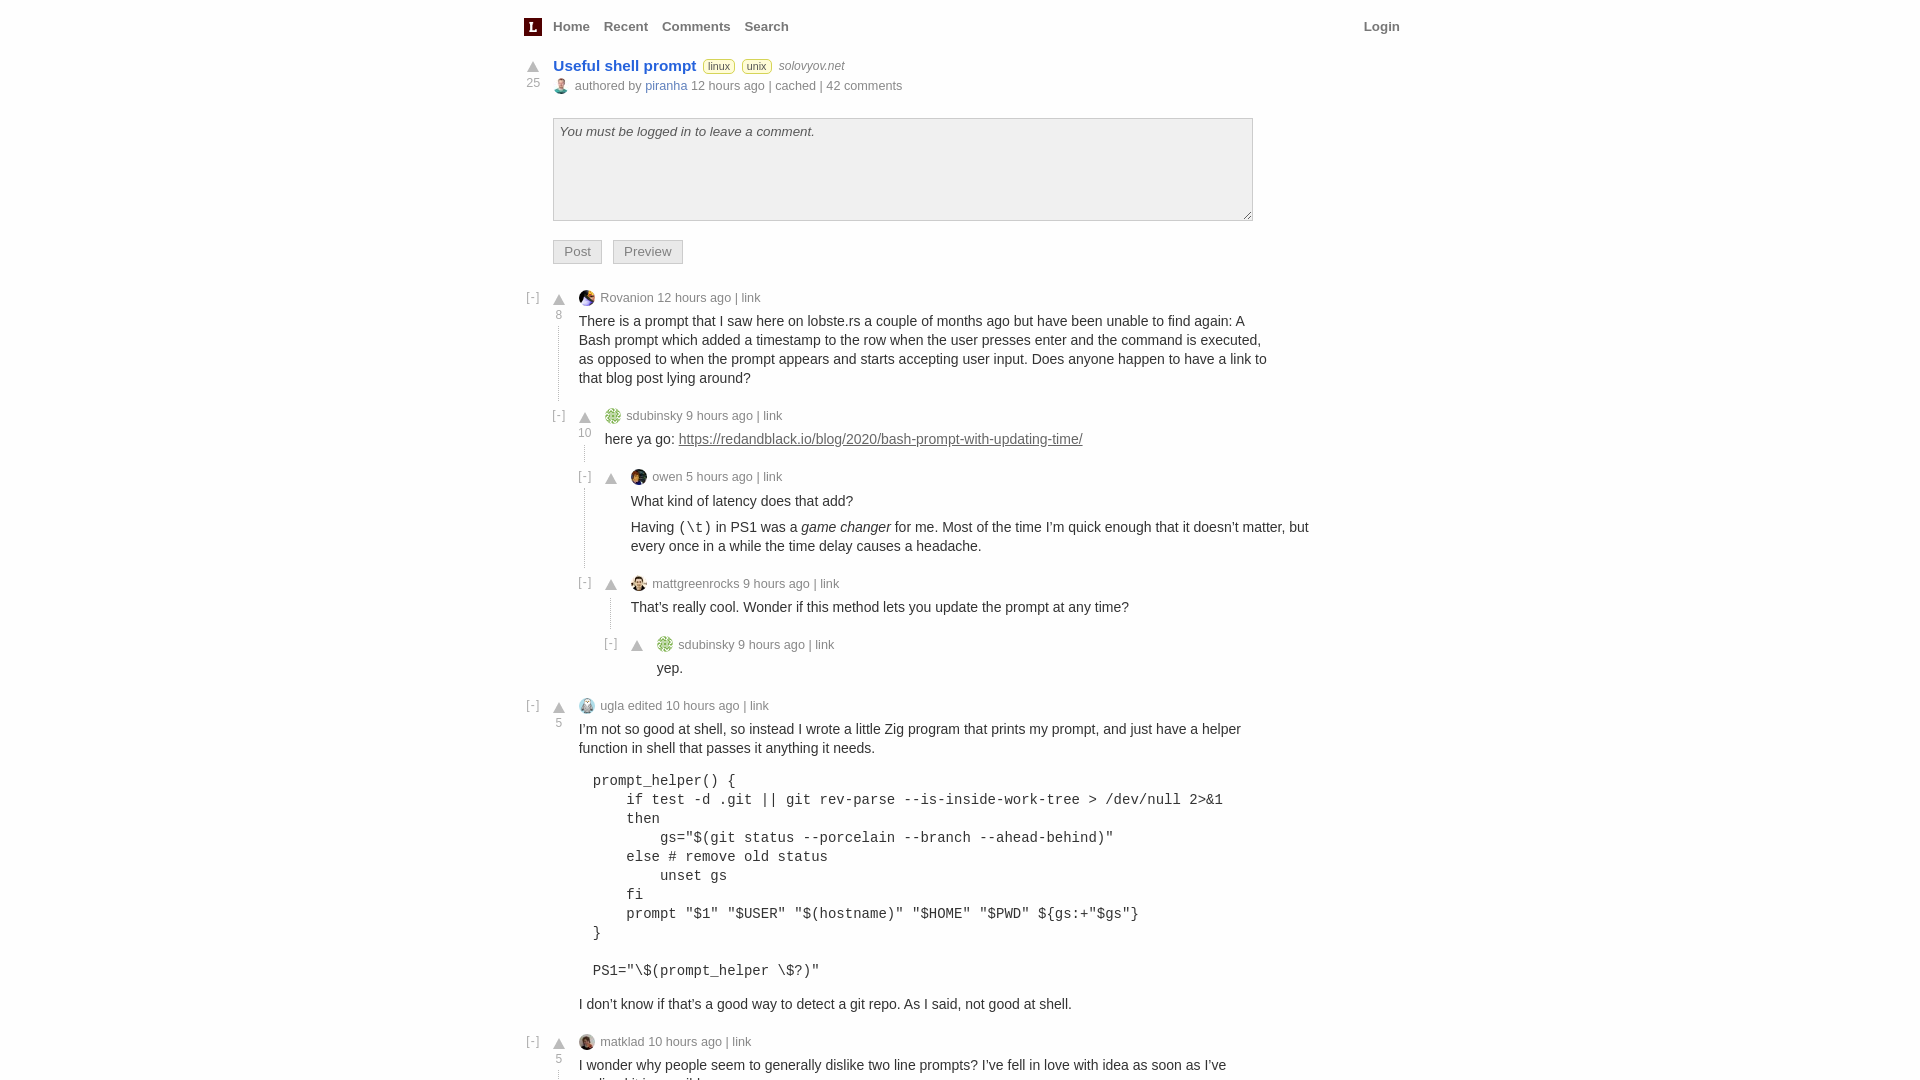 L Home Recent Comments Search Login
Useful shell prompt linux unix solovyov.net
25
authored by piranha 12 hours ago | cached | 42 comments
You must be logged in to leave a comment.
Post Preview
[-] Rovanion 12 hours ago | link
8
There is a prompt that I saw here on lobste.rs a couple of months ago but have been unable to find again: A
Bash prompt which added a timestamp to the row when the user presses enter and the command is executed,
as opposed to when the prompt appears and starts accepting user input. Does anyone happen to have a link to
that blog post lying around?
[-] sdubinsky 9 hours ago | link
10
here ya go: https://redandblack.io/blog/2020/bash-prompt-with-updating-time/
[-] owen 5 hours ago | link
What kind of latency does that add?
Having (\t) in PS1 was a game changer for me. Most of the time I’m quick enough that it doesn’t matter, but
every once in a while the time delay causes a headache.
[-] mattgreenrocks 9 hours ago | link
That’s really cool. Wonder if this method lets you update the prompt at any time?
[-] sdubinsky 9 hours ago | link
yep.
[-] ugla edited 10 hours ago | link
5
I’m not so good at shell, so instead I wrote a little Zig program that prints my prompt, and just have a helper
function in shell that passes it anything it needs.
prompt_helper() {
    if test -d .git || git rev-parse --is-inside-work-tree > /dev/null 2>&1
    then
        gs="$(git status --porcelain --branch --ahead-behind)"
    else # remove old status
        unset gs
    fi
    prompt "$1" "$USER" "$(hostname)" "$HOME" "$PWD" ${gs:+"$gs"}
}
PS1="\$(prompt_helper \$?)"
I don’t know if that’s a good way to detect a git repo. As I said, not good at shell.
[-] matklad 10 hours ago | link
5
I wonder why people seem to generally dislike two line prompts? I’ve fell in love with idea as soon as I’ve